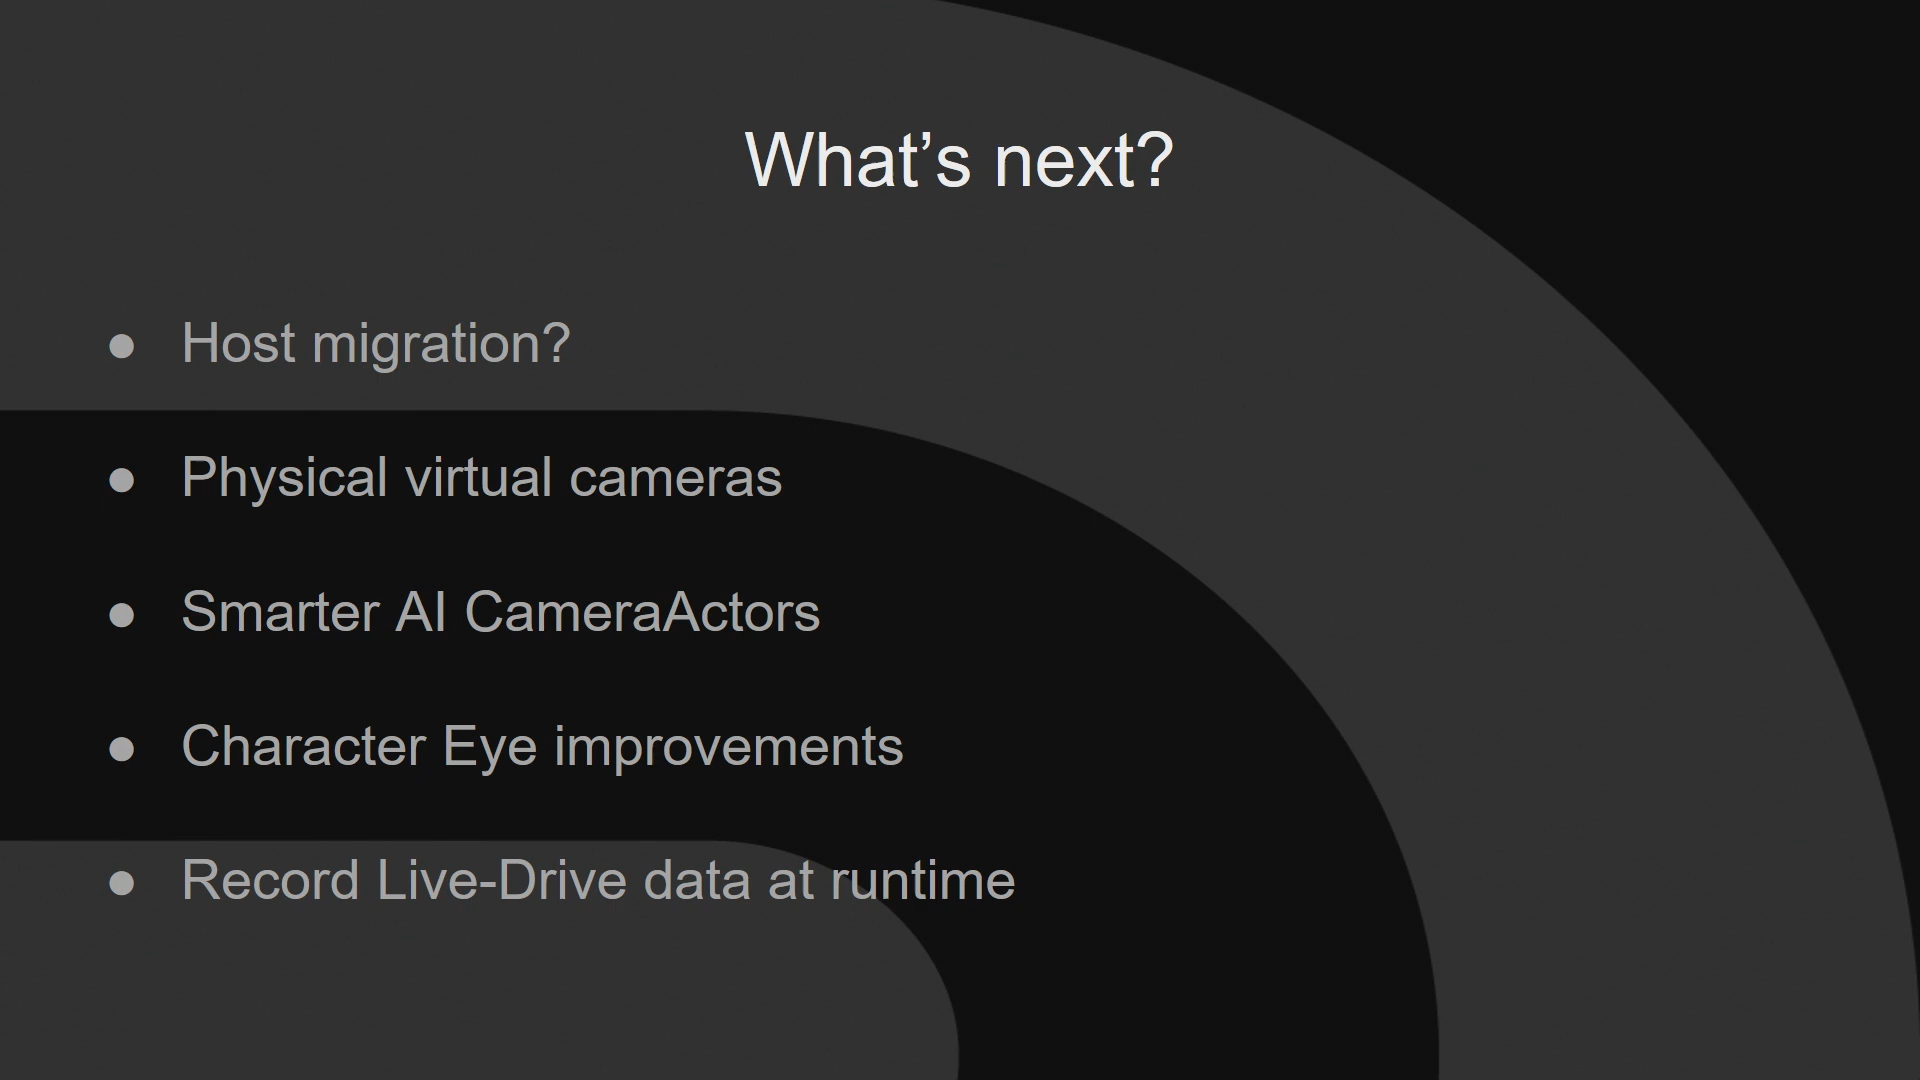 What’s next?
● Host migration?
● Physical virtual cameras
● Smarter AI CameraActors
● Character Eye improvements
● Record Live-Drive data at runtime